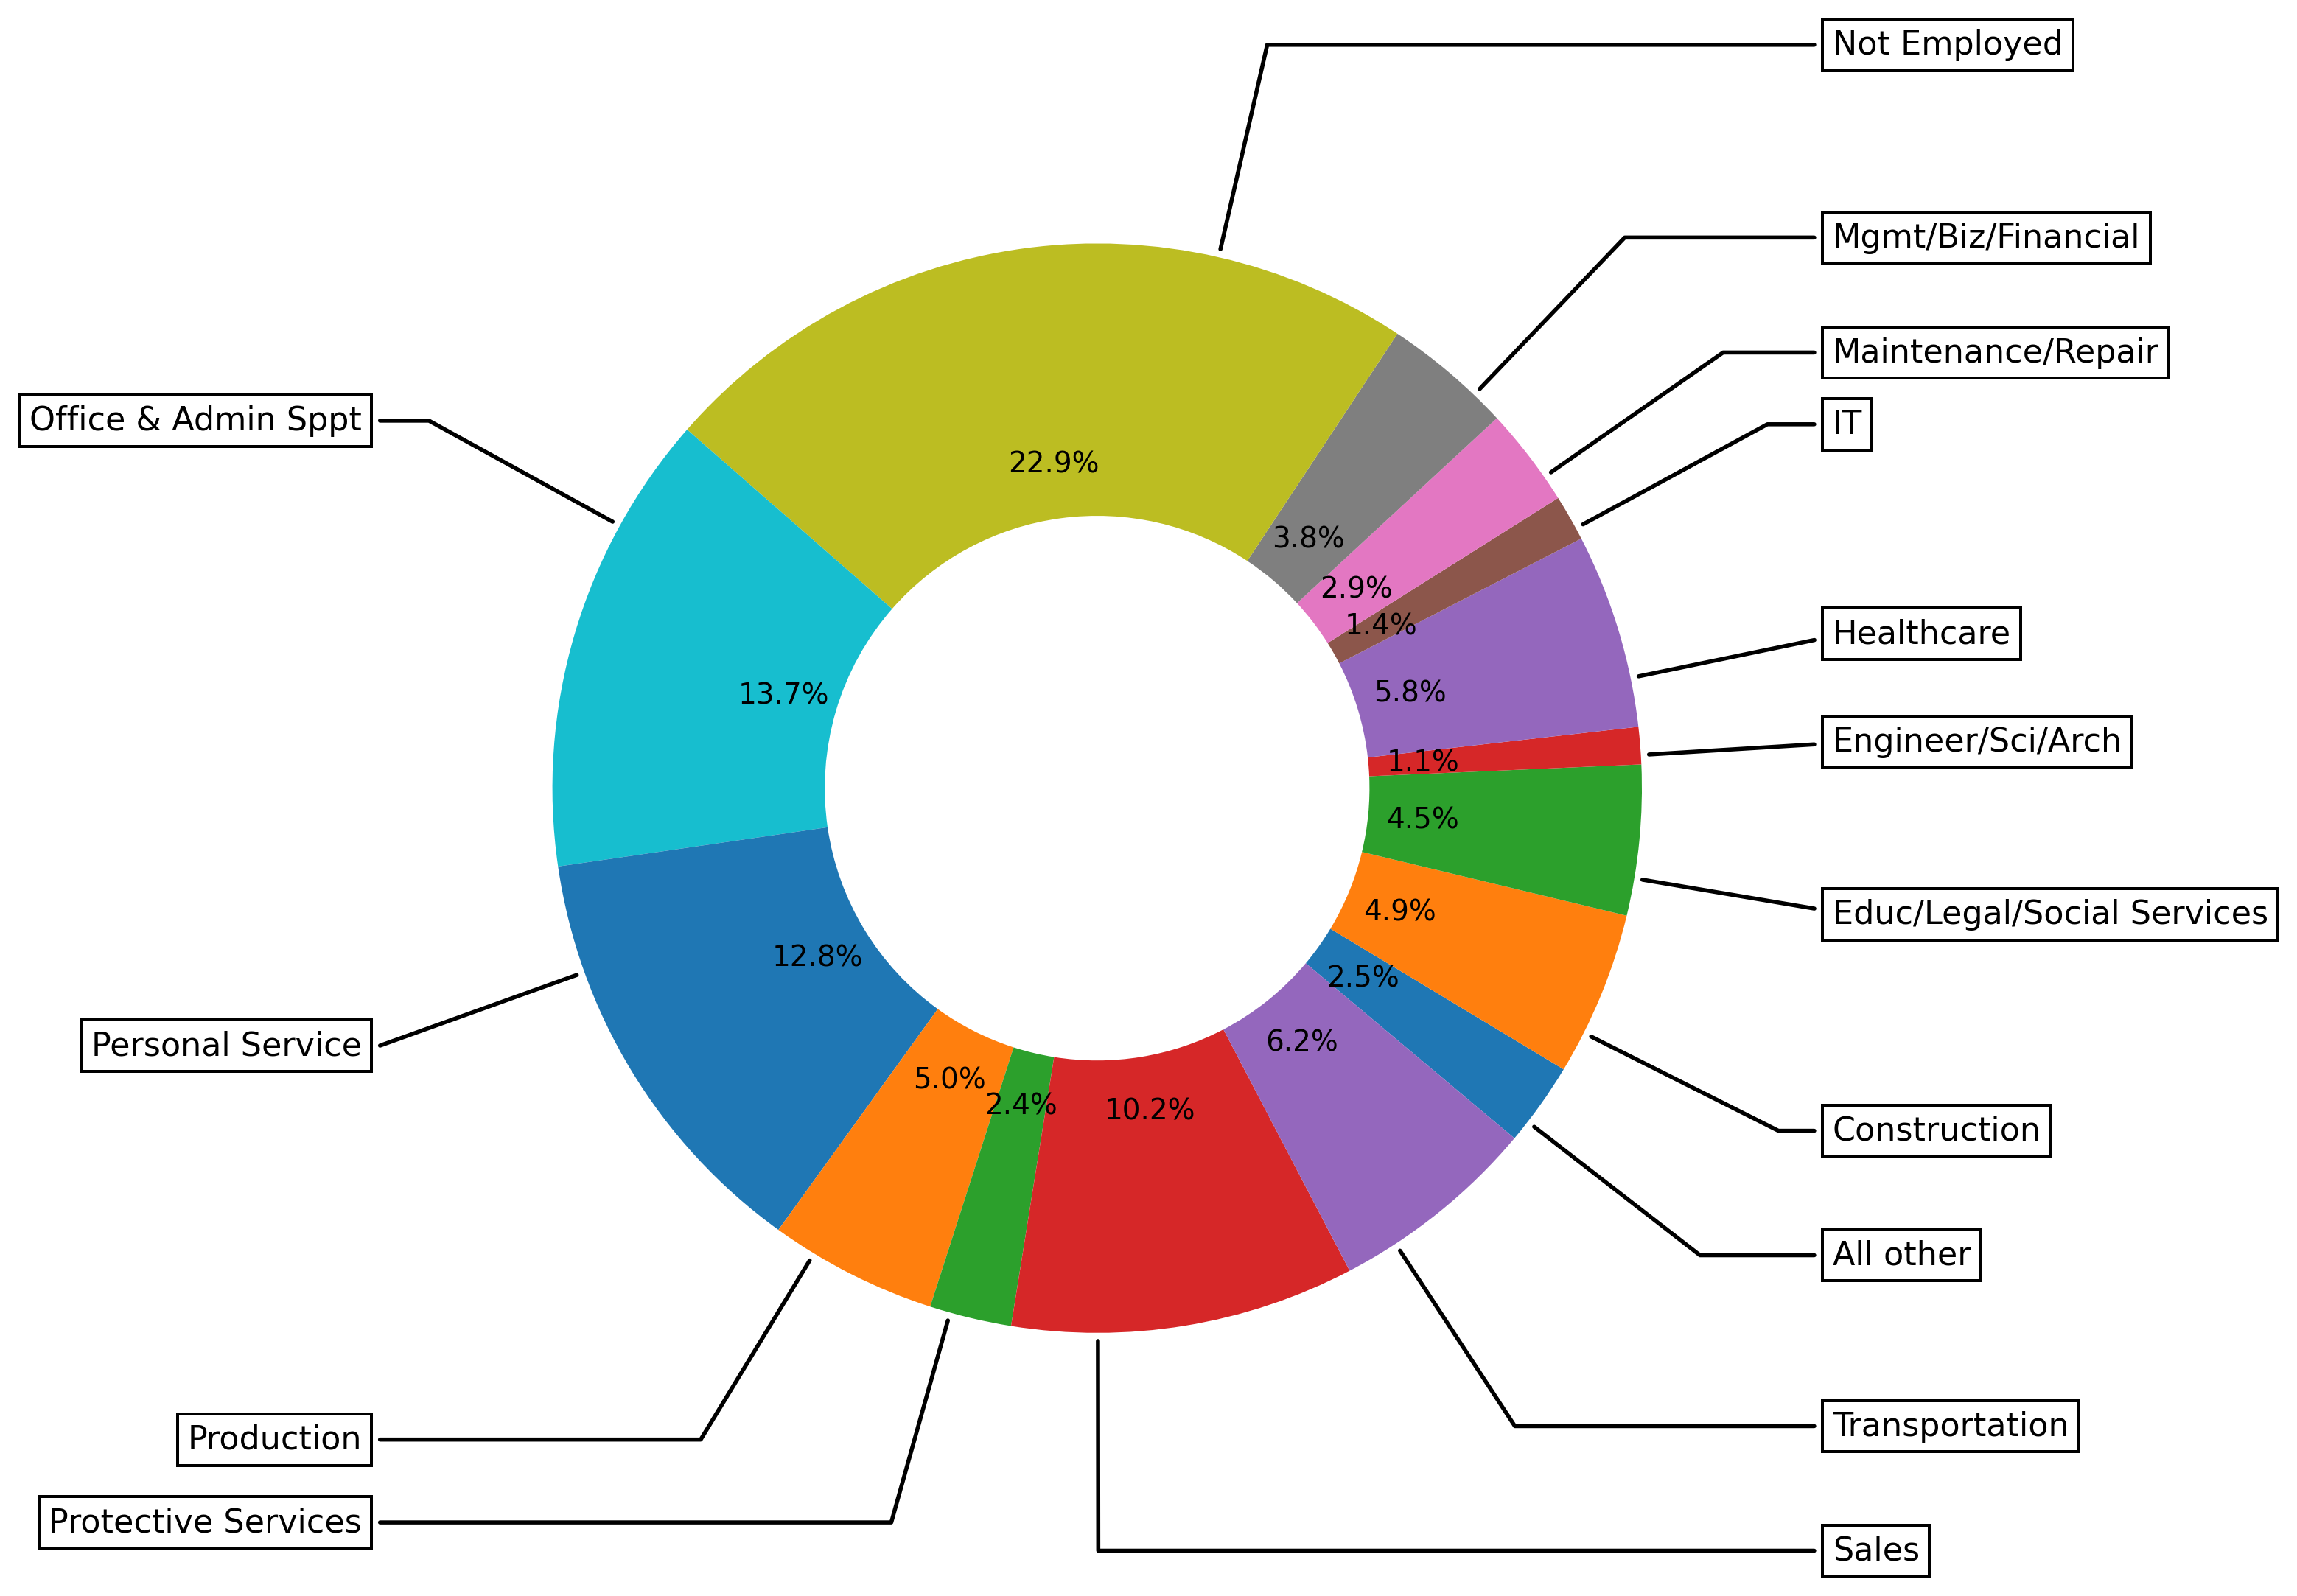 Not Employed
Mgmt/Biz/Financial
Maintenance/Repair
Office & Admin Sppt
IT
22.9%
3.8%
2.9%
1.4%
Healthcare
13.7%
5.8%
Engineer/Sci/Arch
1.1%
4.5%
Educ/Legal/Social Services
4.9%
12.8%
2.5%
Personal Service
6.2%
5.0%
2.4%
10.2%
Construction
All other
Transportation
Production
Protective Services
Sales